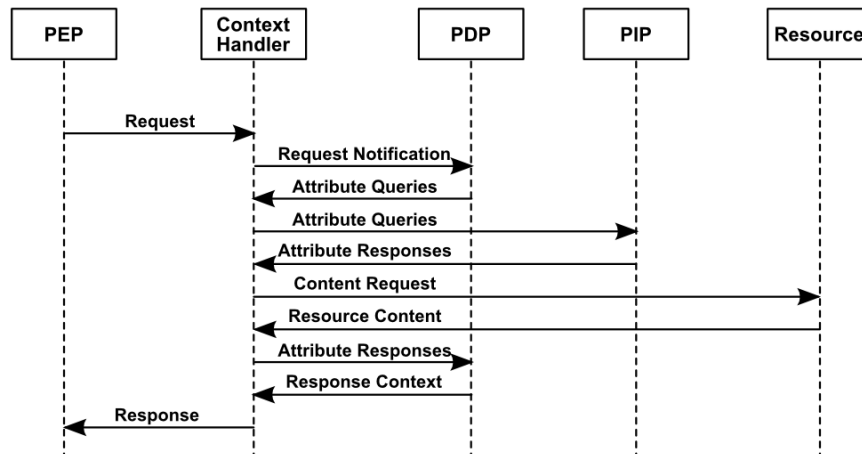 PEP
Context
Handler
PDP
PIP
Resource
Request
Request Notification
Attribute Queries
Attribute Queries
Attribute Responses
Content Request
Resource Content
Attribute Responses
Response Context
Response